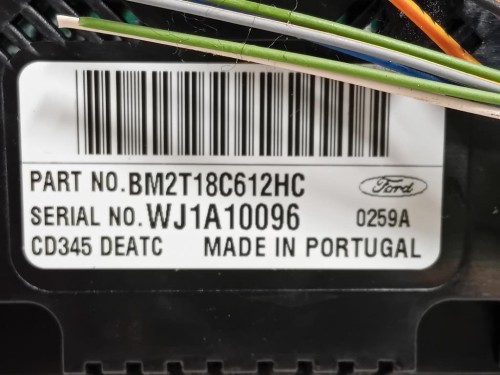 PART NO. BM2T18C612HC
Ford
SERIAL NO. WJ1A10096 0259A
CD345 DEATC MADE IN PORTUGAL